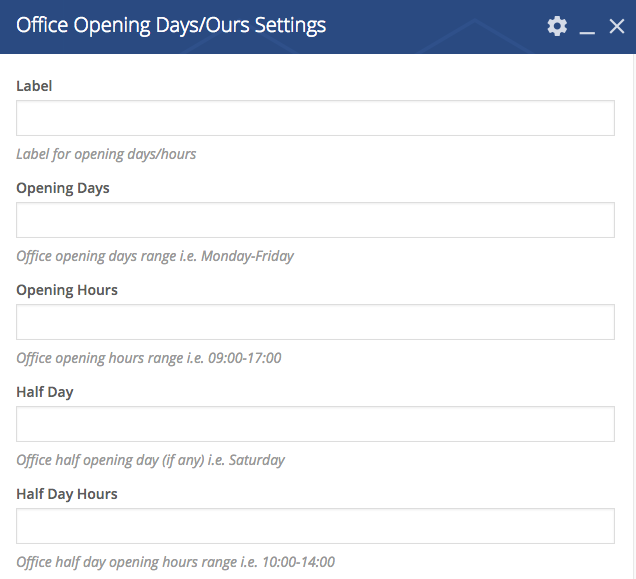 Office Opening Days/Ours Settings
Label
Label for opening days/hours
Opening Days
Office opening days range i.e. Monday-Friday
Opening Hours
Office opening hours range i.e. 09:00-17:00
Half Day
Office half opening day (if any) i.e. Saturday
Half Day Hours
Office half day opening hours range i.e. 10:00-14:00